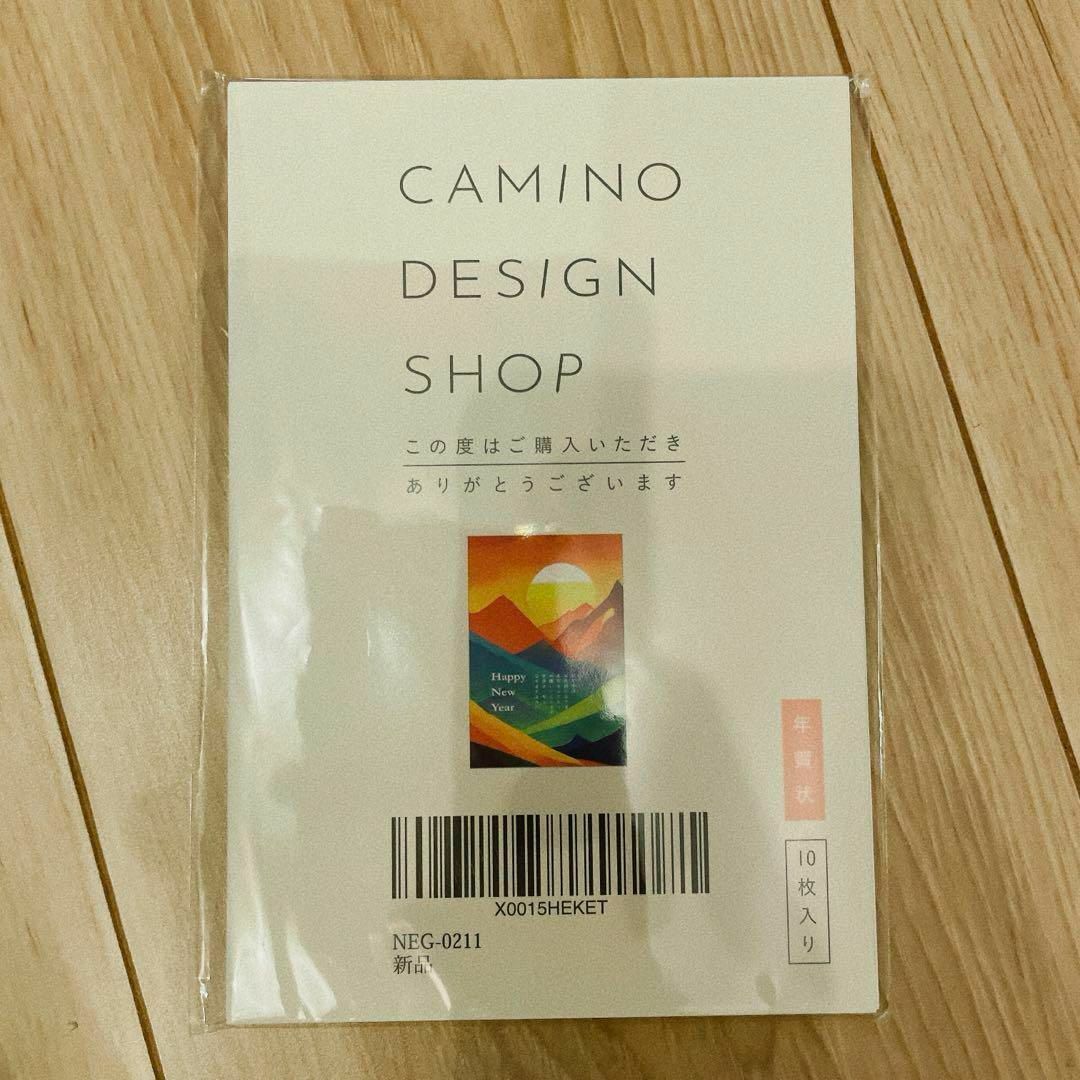 CAMINO
DESIGN
SHOP
この度はご購入いただき
ありがとうございます
Happy
New
Year
X0015HEKET
NEG-0211
新品
年賀状
10枚入り